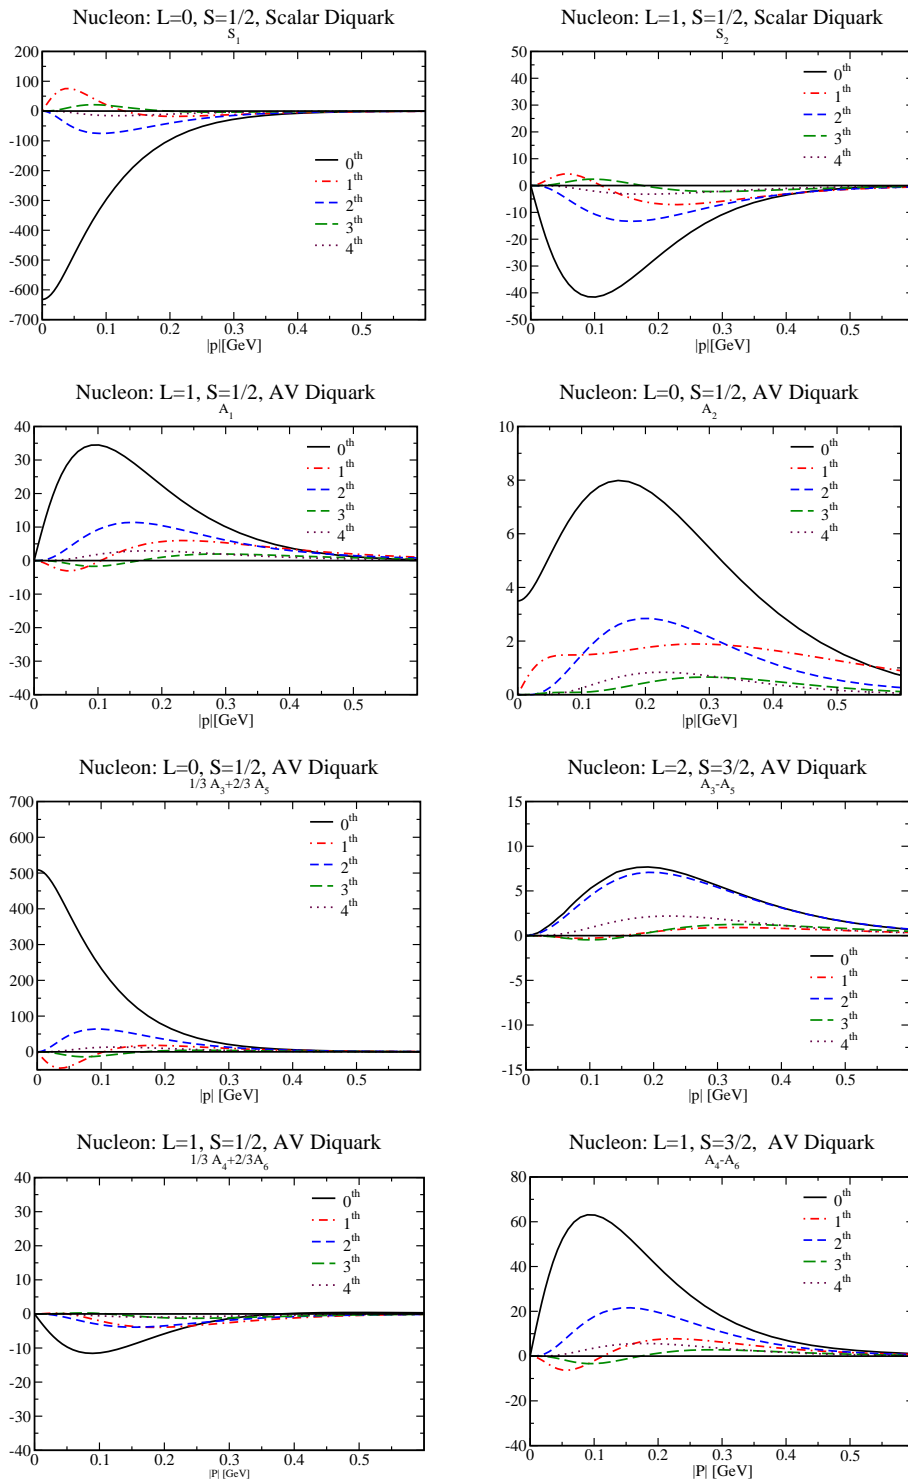 Nucleon: L=0, S=1/2, Scalar Diquark
S1
200
100
0
-100
-200
-300
-400
-500
-600
-700
0th
1th
2th
3th
4th
0 0.1 0.2 0.3 0.4 0.5
|p|[GeV]
Nucleon: L=1, S=1/2, Scalar Diquark
S2
50
40
30
20
10
0
-10
-20
-30
-40
-50
0th
1th
2th
3th
4th
0 0.1 0.2 0.3 0.4 0.5
|p|[GeV]
Nucleon: L=1, S=1/2, AV Diquark
A1
40
30
20
10
0
-10
-20
-30
-40
0th
1th
2th
3th
4th
0 0.1 0.2 0.3 0.4 0.5
|p|[GeV]
Nucleon: L=0, S=1/2, AV Diquark
A2
8
6
4
2
0
0th
1th
2th
3th
4th
0 0.1 0.2 0.3 0.4 0.5
|p|[GeV]
Nucleon: L=0, S=1/2, AV Diquark
1/3 A3+2/3 A5
700
600
500
400
300
200
100
0
0th
1th
2th
3th
4th
0 0.1 0.2 0.3 0.4 0.5
|p| [GeV]
Nucleon: L=2, S=3/2, AV Diquark
A3-A5
15
10
5
0
-5
-10
-15
0th
1th
2th
3th
4th
0 0.1 0.2 0.3 0.4 0.5
|p| [GeV]
Nucleon: L=1, S=1/2, AV Diquark
1/3 A4+2/3A6
40
30
20
10
0
-10
-20
-30
-40
0th
1th
2th
3th
4th
0 0.1 0.2 0.3 0.4 0.5
|P| [GeV]
Nucleon: L=1, S=3/2, AV Diquark
A4-A6
80
60
40
20
0
-20
-40
0th
1th
2th
3th
4th
0 0.1 0.2 0.3 0.4 0.5
|P| [GeV]